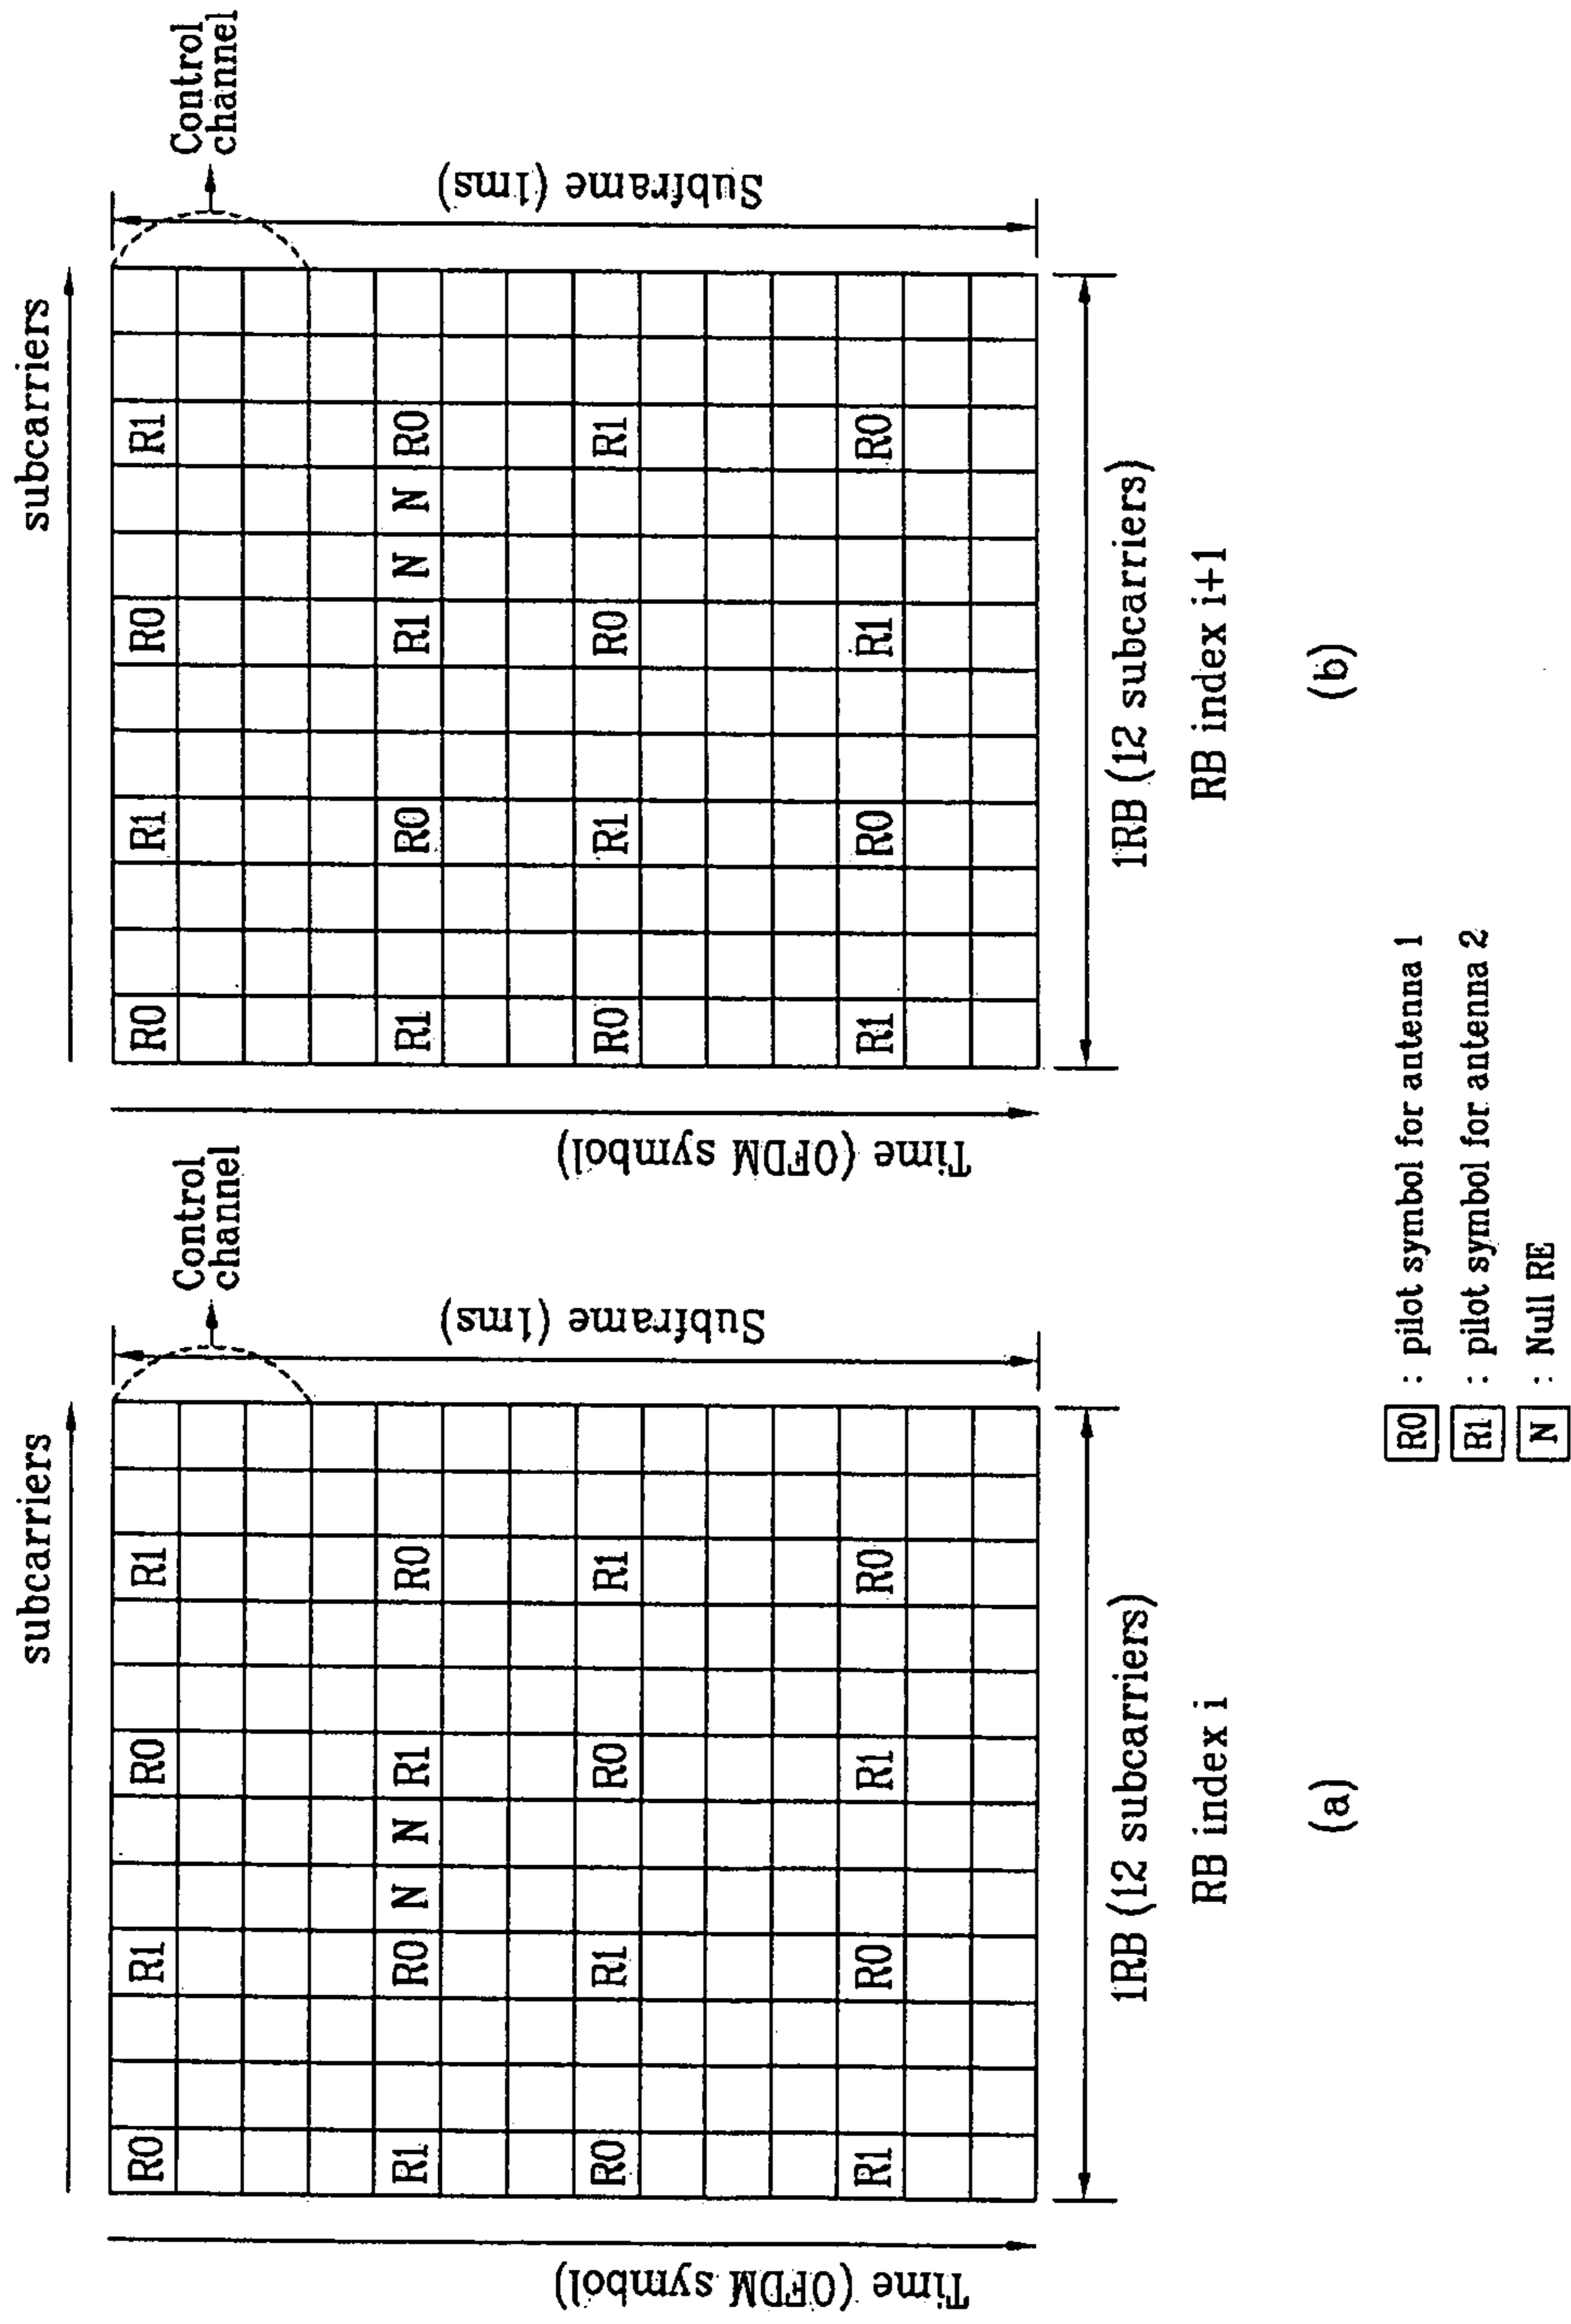 subcarriers
Control
channel
R0 R1 R0 R1
R1 R0 N N R1 R0
R0 R1 R0 R1
R1 R0 R1 R0
Time (OFDM symbol)
Subframe (1ms)
1RB (12 subcarriers)
RB index i
(a)
subcarriers
Control
channel
R0 R1 R0 R1
R1 R0 R1 N N R0
R0 R1 R0 R1
R1 R0 R1 R0
Time (OFDM symbol)
Subframe (1ms)
1RB (12 subcarriers)
RB index i+1
(b)
R0 : pilot symbol for antenna 1
R1 : pilot symbol for antenna 2
N : Null RE